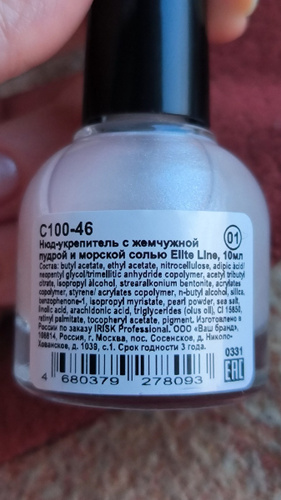 C100-46
Нюд-укрепитель с жемчужной
пудрой и морской солью Elite Line, 10мл
01
Состав: butyl acetate, ethyl acetate, nitrocellulose, adipic acid/
neopentyl glycol/trimellitic anhydride copolymer, acetyl tributyl
citrate, isopropyl alcohol, stearalkonium bentonite, acrylates
copolymer, styrene/ acrylates copolymer, n-butyl alcohol, silica,
benzophenone-1, isopropyl myristate, pearl powder, sea salt,
linolic acid, arachidonic acid, triglycerides (olus oil), CI 15850,
retinyl palmitate, tocopheryl acetate, pigment. Изготовлено в
России по заказу IRISK Professional. ООО «Ваш бранд»,
108814, Россия, г. Москва, пос. Сосенское, д. Николо-
Хованское, д. 1039, с.1. Срок годности 3 года.
0331
4 680379 278093
EAC